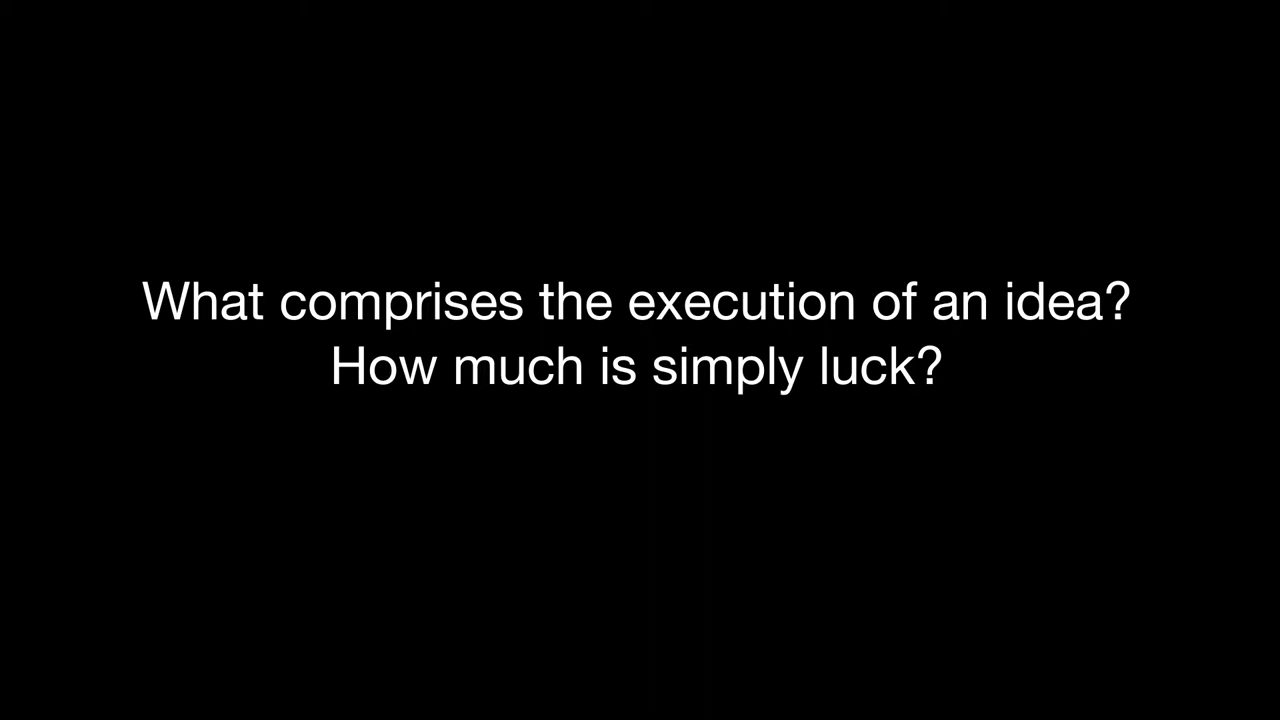 What comprises the execution of an idea?
How much is simply luck?